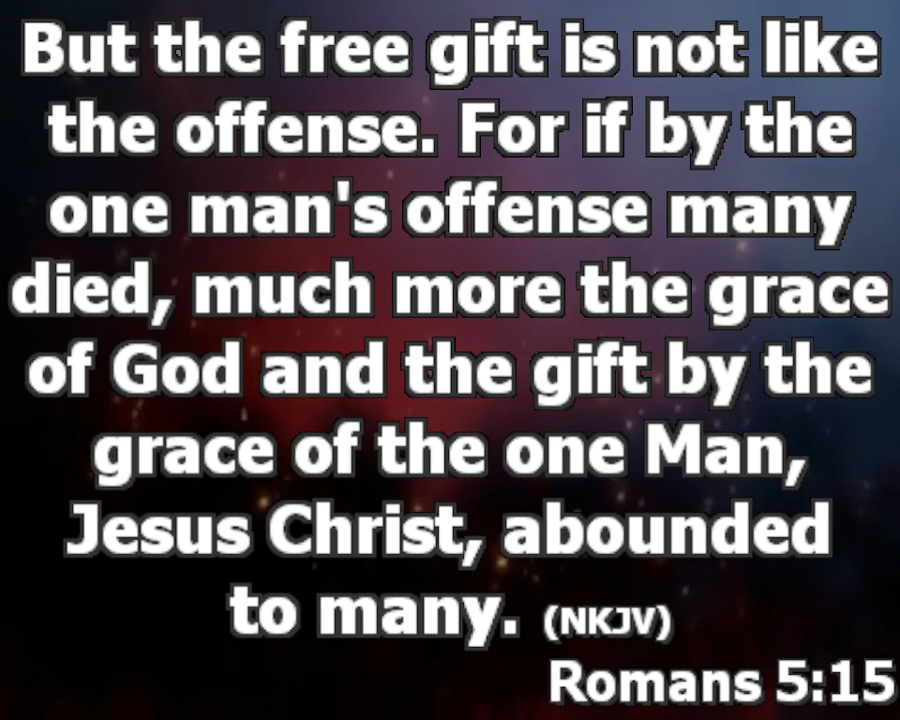 But the free gift is not like
the offense. For if by the
one man's offense many
died, much more the grace
of God and the gift by the
grace of the one Man,
Jesus Christ, abounded
to many. (NKJV)
Romans 5:15